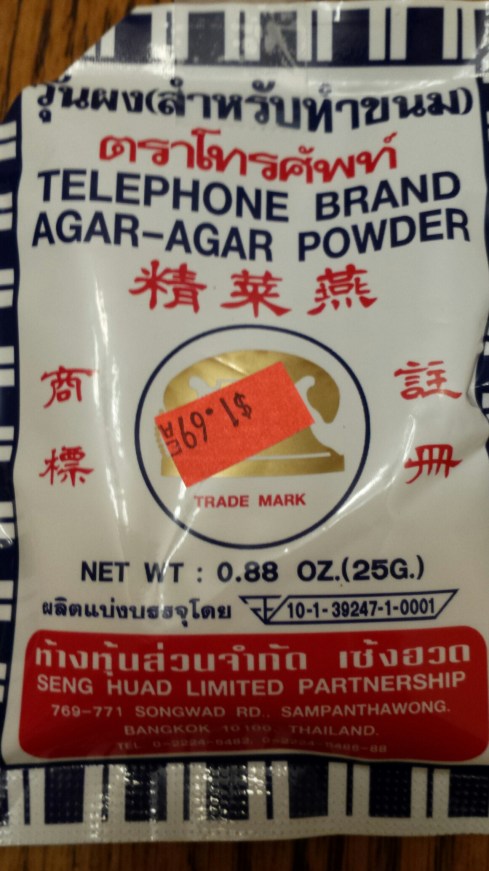 วุ้นผง(สำหรับทำขนม)
ตราโทรศัพท์
TELEPHONE BRAND
AGAR-AGAR POWDER
精菜燕
商標
註冊
$1.69
EA
TRADE MARK
NET WT : 0.88 OZ.(25G.)
ผลิตแบ่งบรรจุโดย 10-1-39247-1-0001
ห้างหุ้นส่วนจำกัด เซ้งฮวด
SENG HUAD LIMITED PARTNERSHIP
769-771 SONGWAD RD., SAMPANTHAWONG.
BANGKOK 10100, THAILAND.
TEL